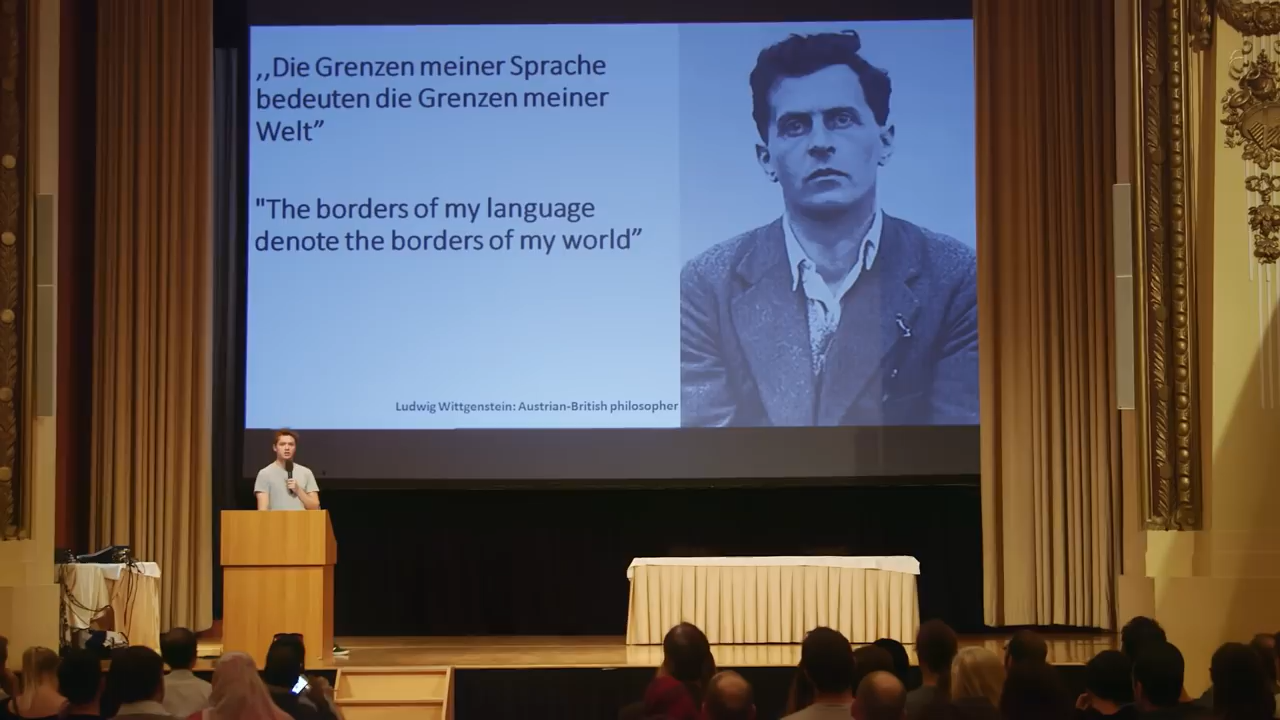 ,,Die Grenzen meiner Sprache
bedeuten die Grenzen meiner
Welt”
"The borders of my language
denote the borders of my world”
Ludwig Wittgenstein: Austrian-British philosopher